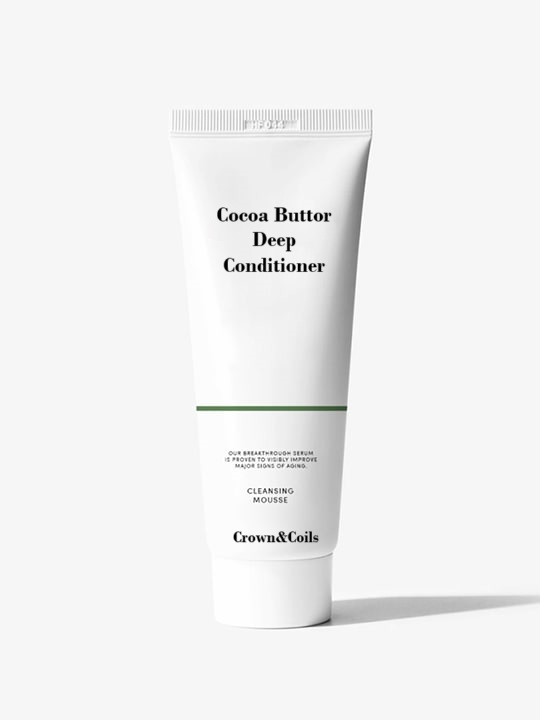 Cocoa Buttor
Deep
Conditioner
OUR BREAKTHROUGH SERUM
IS PROVEN TO VISIBLY IMPROVE
MAJOR SIGNS OF AGING.
CLEANSING
MOUSSE
Crown&Coils